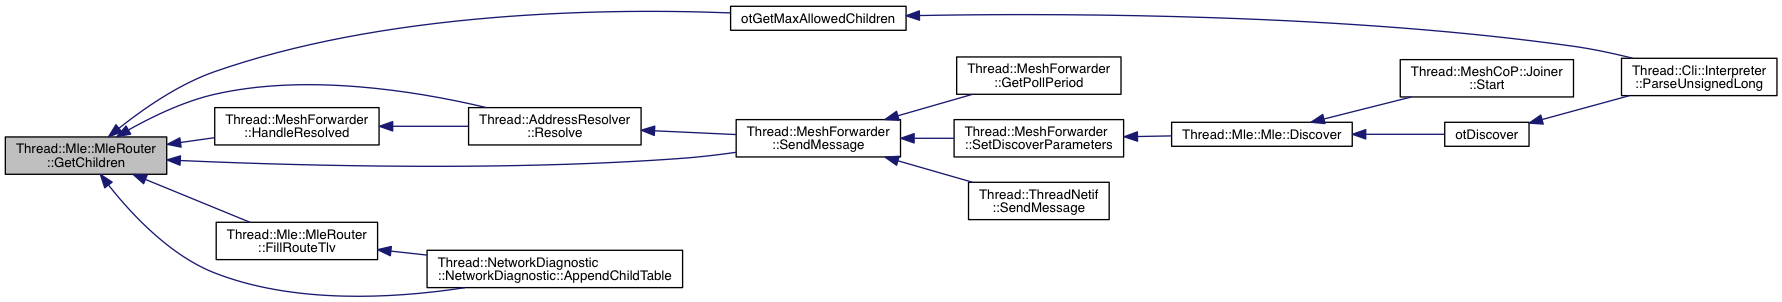 otGetMaxAllowedChildren
Thread::MeshForwarder
::GetPollPeriod
Thread::MeshCoP::Joiner
::Start
Thread::Cli::Interpreter
::ParseUnsignedLong
Thread::MeshForwarder
::HandleResolved
Thread::AddressResolver
::Resolve
Thread::MeshForwarder
::SendMessage
Thread::MeshForwarder
::SetDiscoverParameters
Thread::Mle::Mle::Discover
otDiscover
Thread::Mle::MleRouter
::GetChildren
Thread::ThreadNetif
::SendMessage
Thread::Mle::MleRouter
::FillRouteTlv
Thread::NetworkDiagnostic
::NetworkDiagnostic::AppendChildTable